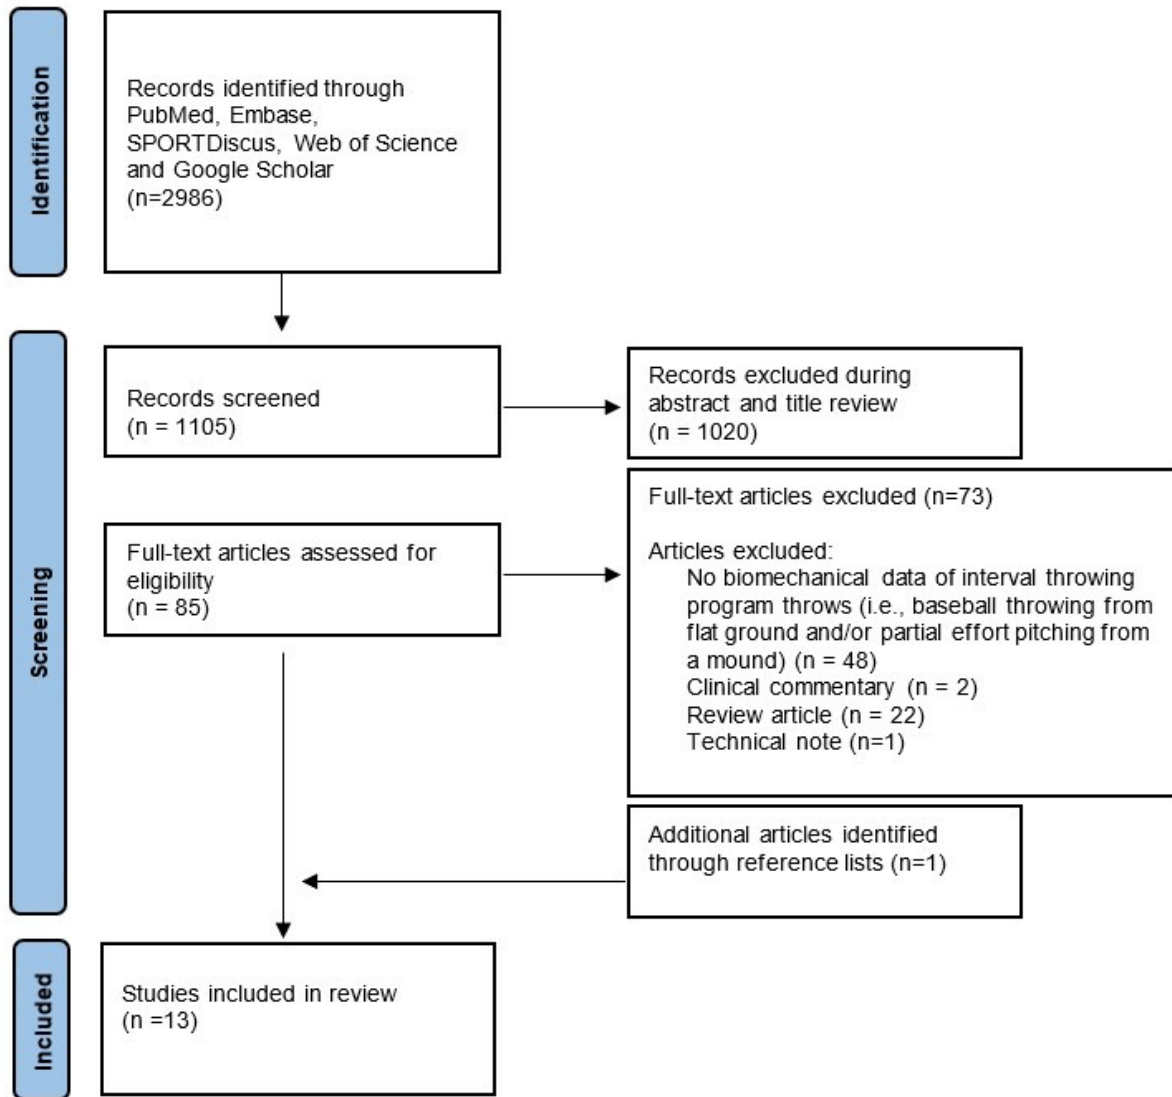 Identification
Records identified through
PubMed, Embase,
SPORTDiscus, Web of Science
and Google Scholar
(n=2986)
Screening
Records screened
(n = 1105)
Records excluded during
abstract and title review
(n = 1020)
Full-text articles assessed for
eligibility
(n = 85)
Full-text articles excluded (n=73)
Articles excluded:
No biomechanical data of interval throwing
program throws (i.e., baseball throwing from
flat ground and/or partial effort pitching from
a mound) (n = 48)
Clinical commentary (n = 2)
Review article (n = 22)
Technical note (n=1)
Additional articles identified
through reference lists (n=1)
Included
Studies included in review
(n =13)